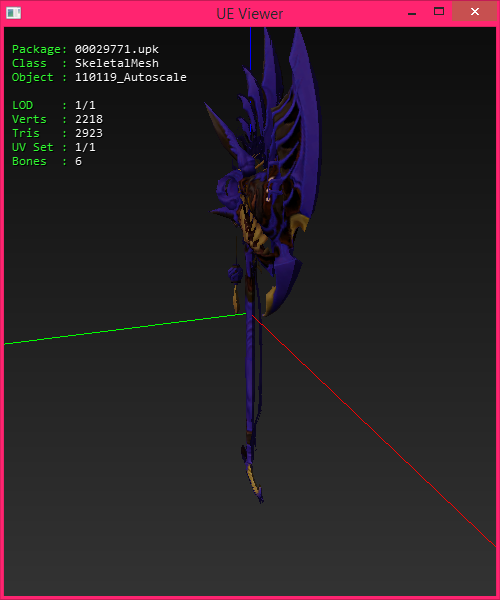 UE Viewer
Package: 00029771.upk
Class  : SkeletalMesh
Object : 110119_Autoscale
LOD    : 1/1
Verts  : 2218
Tris   : 2923
UV Set : 1/1
Bones  : 6